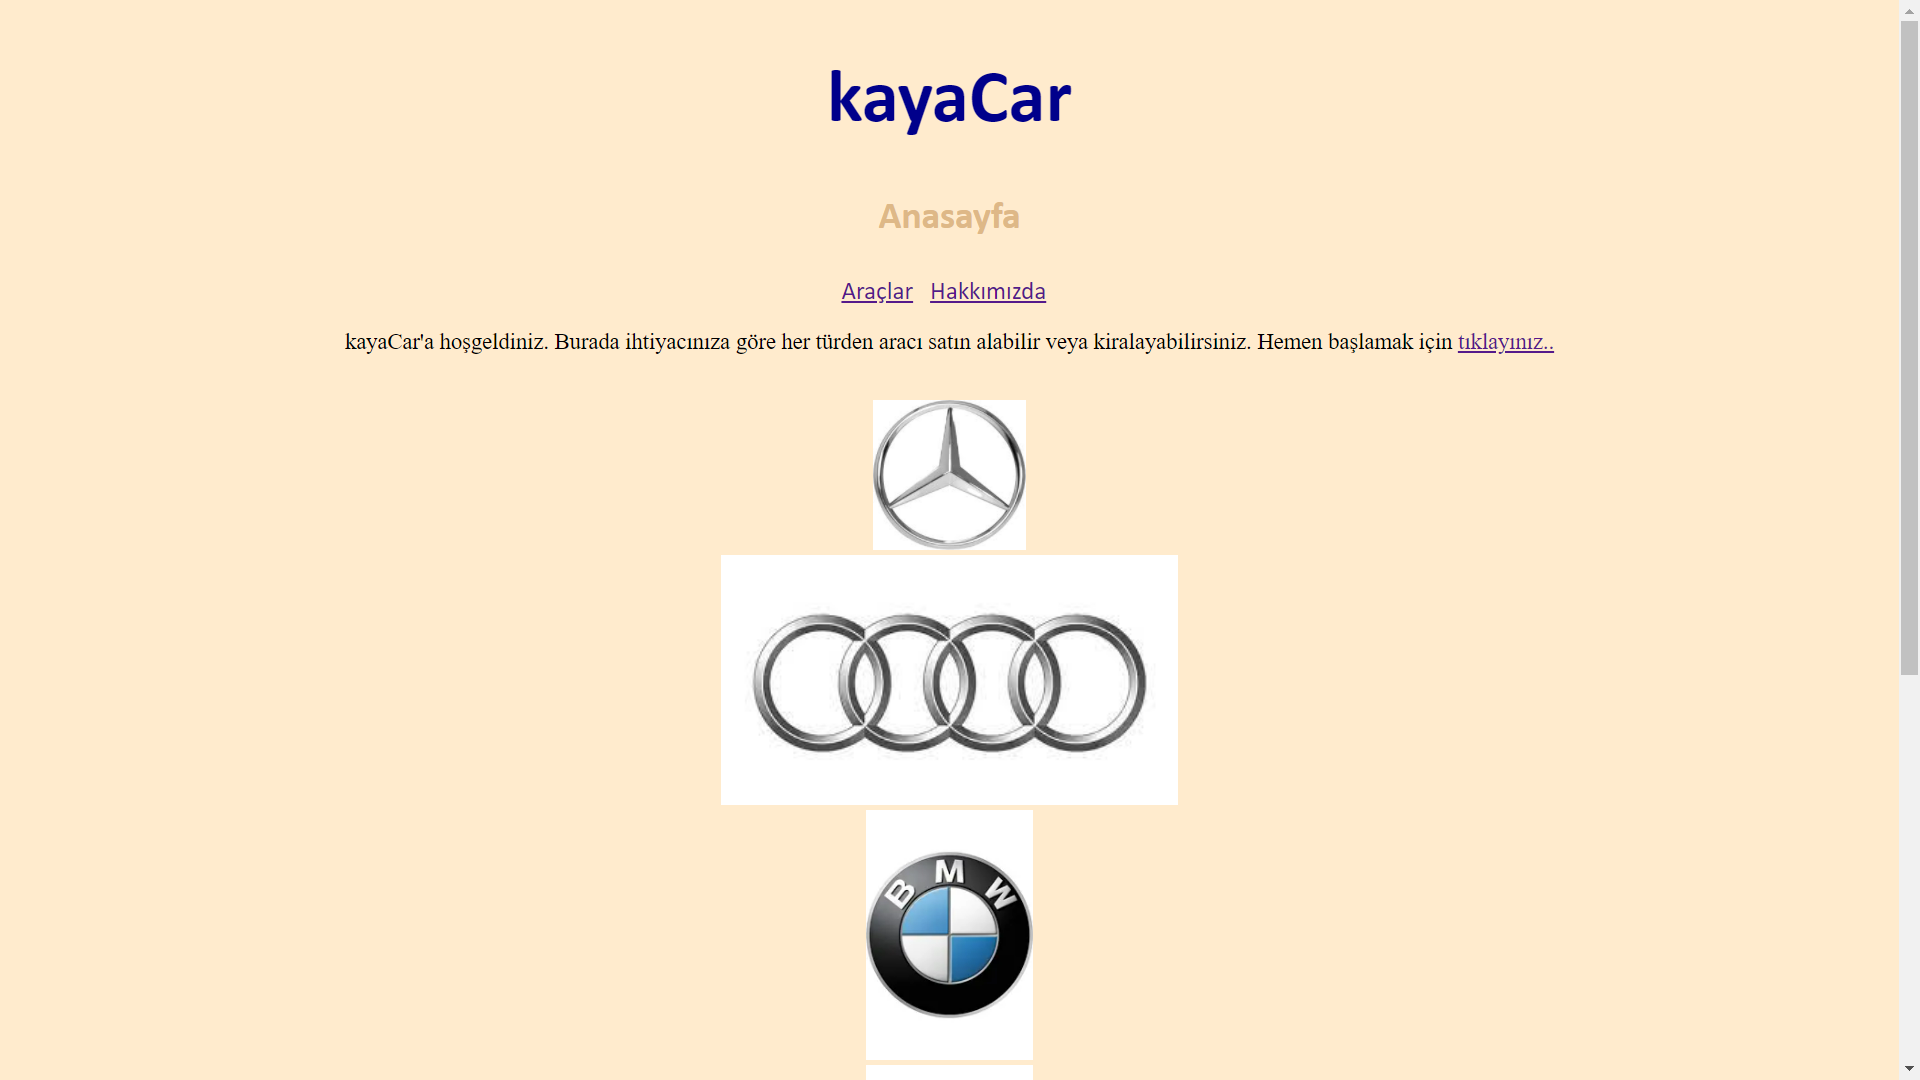 kayaCar
Anasayfa
Araçlar Hakkımızda
kayaCar'a hoşgeldiniz. Burada ihtiyacınıza göre her türden aracı satın alabilir veya kiralayabilirsiniz. Hemen başlamak için tıklayınız..
BMW